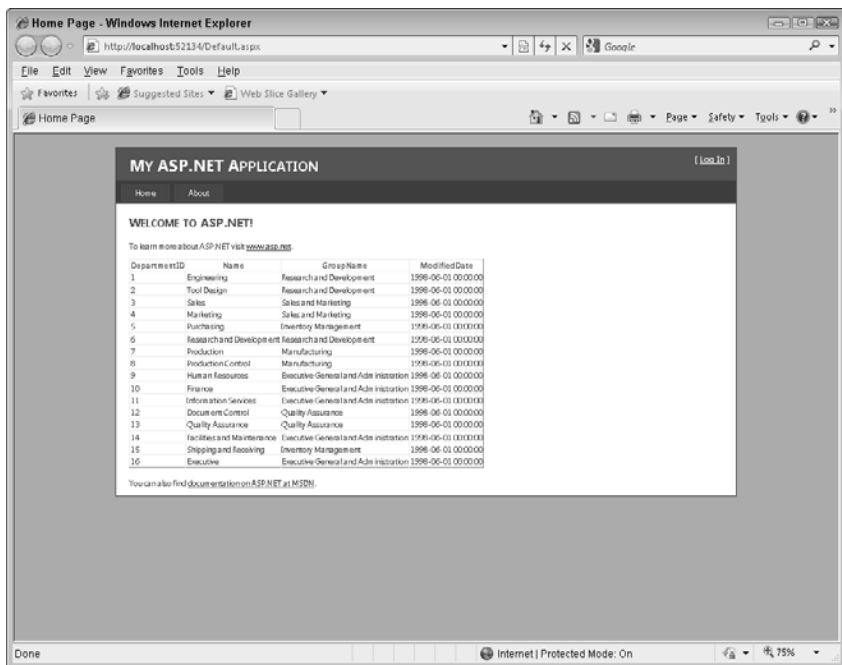 Home Page - Windows Internet Explorer
http://localhost:52134/Default.aspx
Google
File Edit View Favorites Tools Help
Favorites Suggested Sites Web Slice Gallery
Home Page Page Safety Tools
MY ASP.NET APPLICATION [ Log In ]
Home About
WELCOME TO ASP.NET!
To learn more about ASP.NET visit www.asp.net.
DepartmentID Name GroupName ModifiedDate
1 Engineering Research and Development 1998-06-01 00:00:00
2 Tool Design Research and Development 1998-06-01 00:00:00
3 Sales Sales and Marketing 1998-06-01 00:00:00
4 Marketing Sales and Marketing 1998-06-01 00:00:00
5 Purchasing Inventory Management 1998-06-01 00:00:00
6 Research and Development Research and Development 1998-06-01 00:00:00
7 Production Manufacturing 1998-06-01 00:00:00
8 Production Control Manufacturing 1998-06-01 00:00:00
9 Human Resources Executive General and Administration 1998-06-01 00:00:00
10 Finance Executive General and Administration 1998-06-01 00:00:00
11 Information Services Executive General and Administration 1998-06-01 00:00:00
12 Document Control Quality Assurance 1998-06-01 00:00:00
13 Quality Assurance Quality Assurance 1998-06-01 00:00:00
14 Facilities and Maintenance Executive General and Administration 1998-06-01 00:00:00
15 Shipping and Receiving Inventory Management 1998-06-01 00:00:00
16 Executive Executive General and Administration 1998-06-01 00:00:00
You can also find documentation on ASP.NET at MSDN.
Done Internet | Protected Mode: On 75%